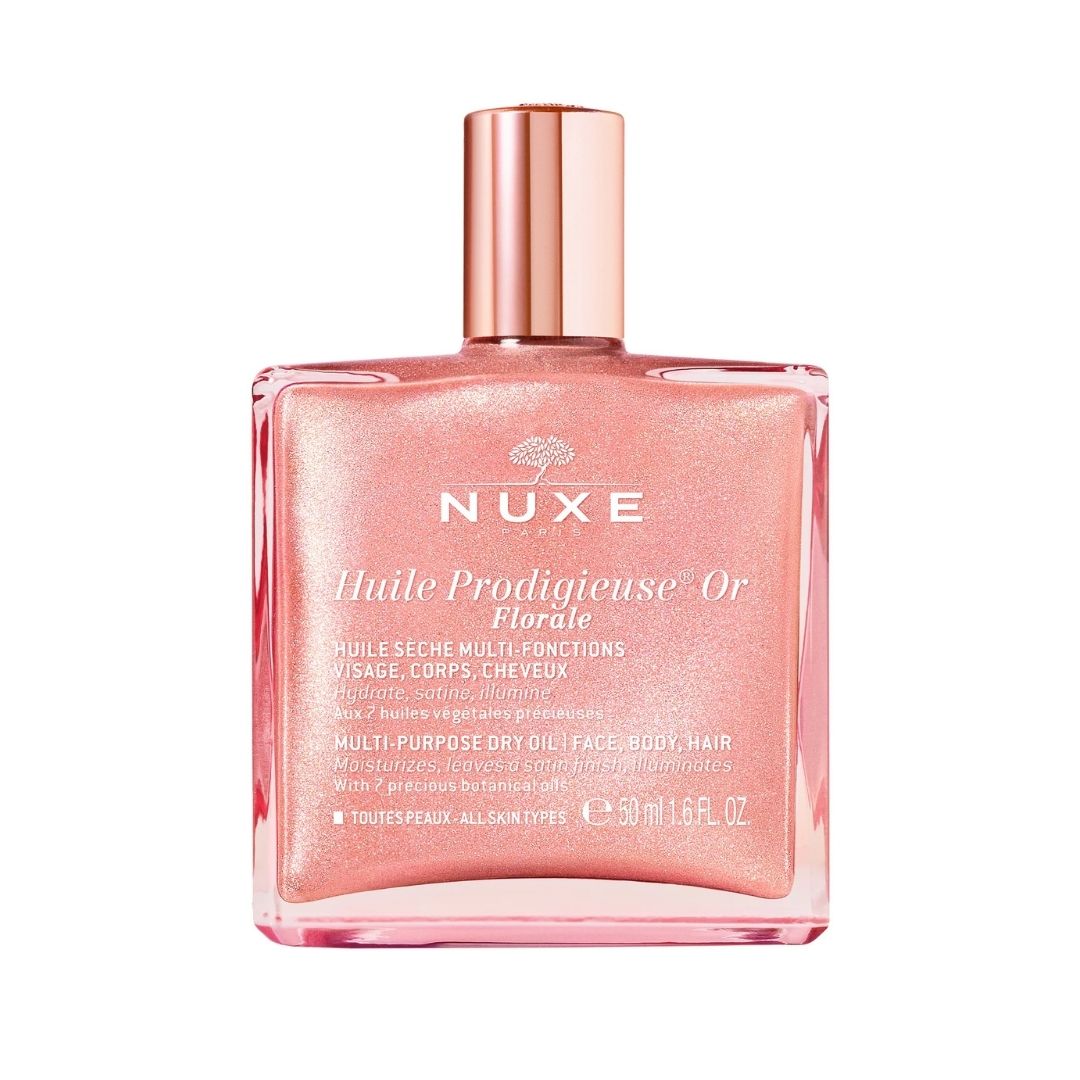 NUXE
PARIS
Huile Prodigieuse® Or
Florale
HUILE SÈCHE MULTI-FONCTIONS
VISAGE, CORPS, CHEVEUX
Hydrate, satine, illumine
Aux 7 huiles végétales précieuses
MULTI-PURPOSE DRY OIL | FACE, BODY, HAIR
Moisturizes, leaves a satin finish, illuminates
With 7 precious botanical oils
■ TOUTES PEAUX - ALL SKIN TYPES ℮ 50 ml 1.6 FL. OZ.